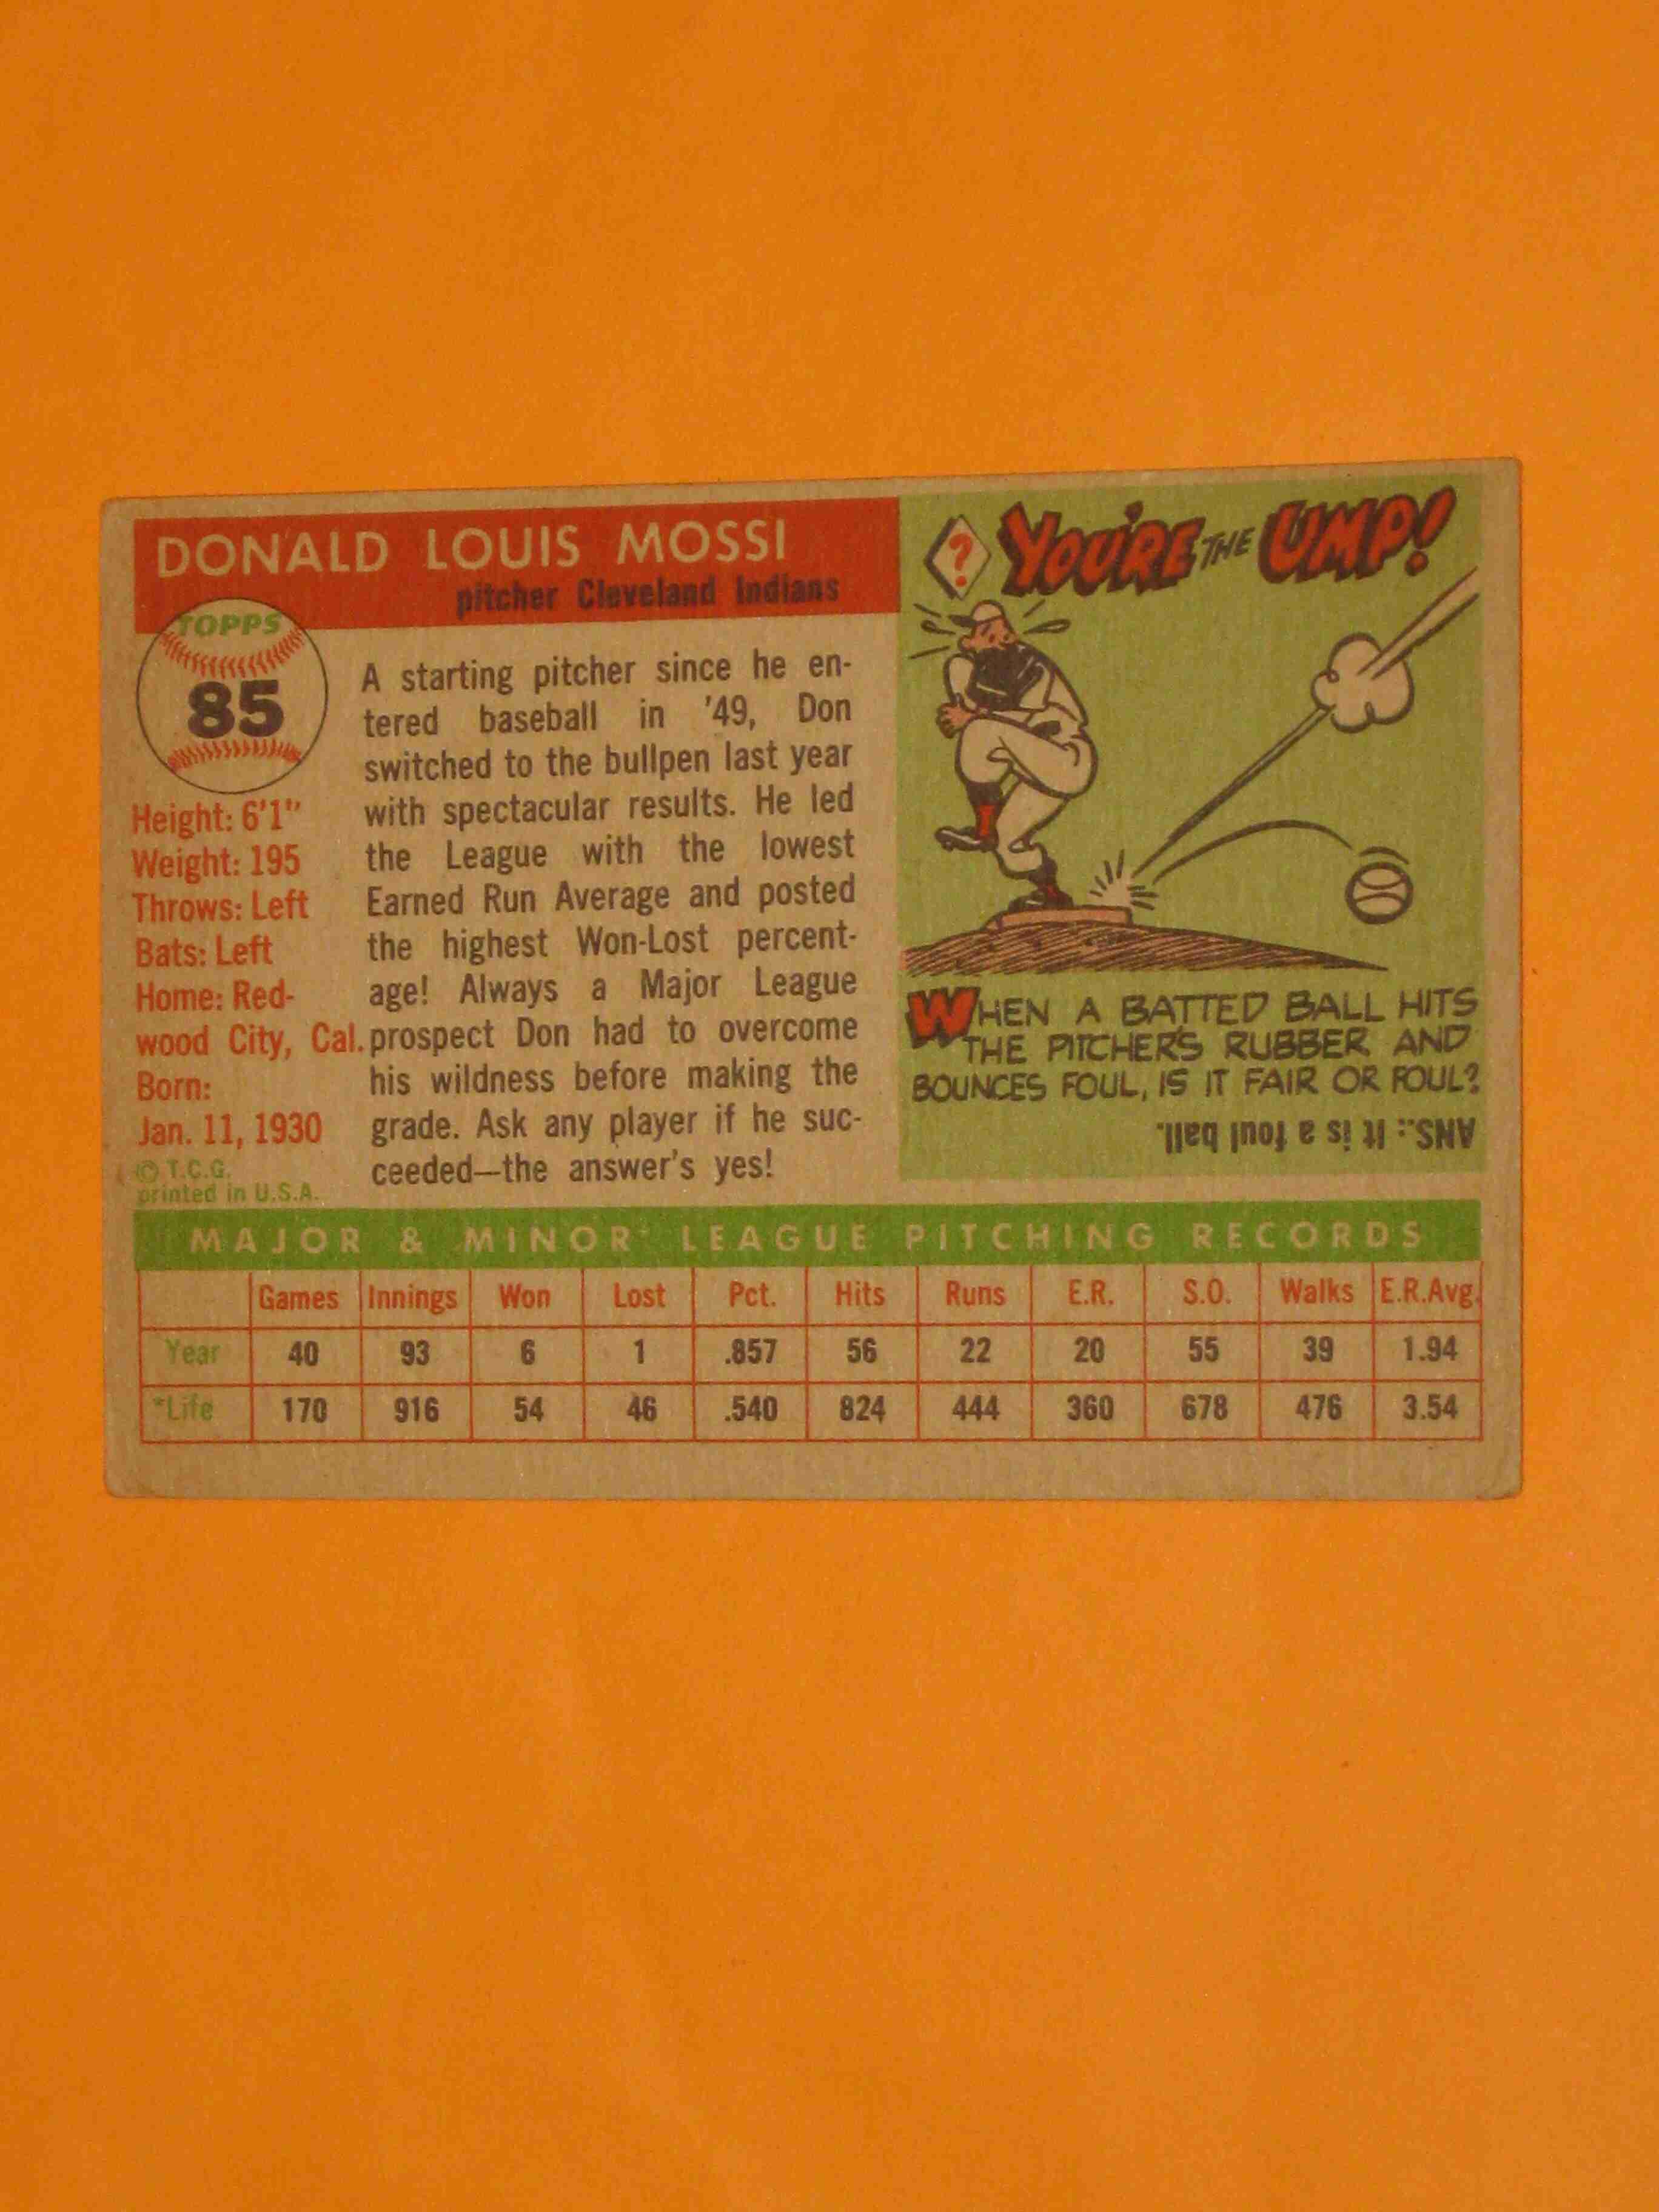 DONALD LOUIS MOSSI
pitcher Cleveland Indians
TOPPS
85
Height: 6'1"
Weight: 195
Throws: Left
Bats: Left
Home: Red-
wood City, Cal.
Born:
Jan. 11, 1930
© T.C.G.
printed in U.S.A.
A starting pitcher since he en-
tered baseball in '49, Don
switched to the bullpen last year
with spectacular results. He led
the League with the lowest
Earned Run Average and posted
the highest Won-Lost percent-
age! Always a Major League
prospect Don had to overcome
his wildness before making the
grade. Ask any player if he suc-
ceeded—the answer's yes!
? YOU'RE THE UMP!
WHEN A BATTED BALL HITS
THE PITCHER'S RUBBER AND
BOUNCES FOUL, IS IT FAIR OR FOUL?
ANS.: It is a foul ball.
MAJOR & MINOR LEAGUE PITCHING RECORDS
Games Innings Won Lost Pct. Hits Runs E.R. S.O. Walks E.R.Avg.
Year 40 93 6 1 .857 56 22 20 55 39 1.94
*Life 170 916 54 46 .540 824 444 360 678 476 3.54